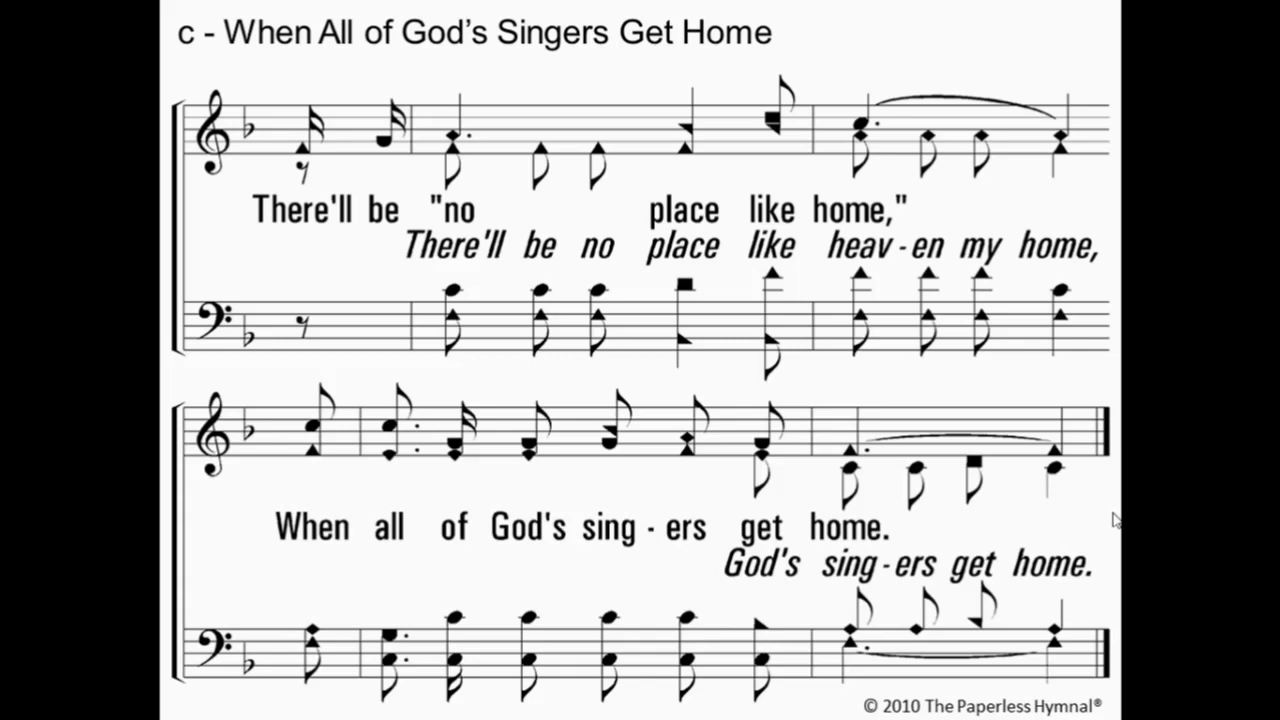 c - When All of God's Singers Get Home
There'll be "no place like home,"
There'll be no place like heav - en my home,
When all of God's sing - ers get home.
God's sing - ers get home.
© 2010 The Paperless Hymnal®